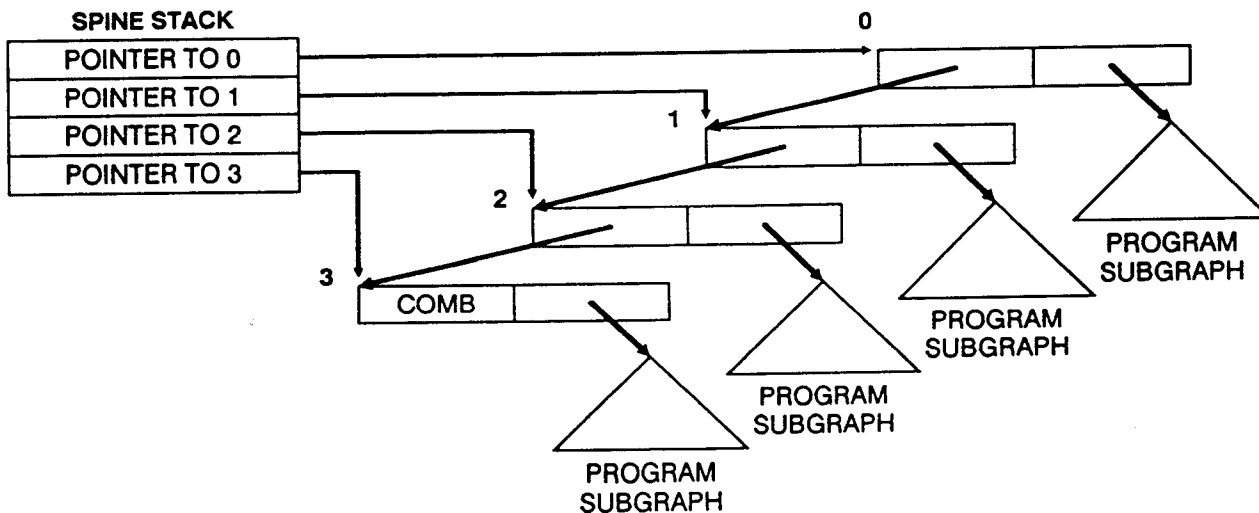 SPINE STACK
POINTER TO 0
POINTER TO 1
POINTER TO 2
POINTER TO 3
0
1
2
3
COMB
PROGRAM
SUBGRAPH
PROGRAM
SUBGRAPH
PROGRAM
SUBGRAPH
PROGRAM
SUBGRAPH